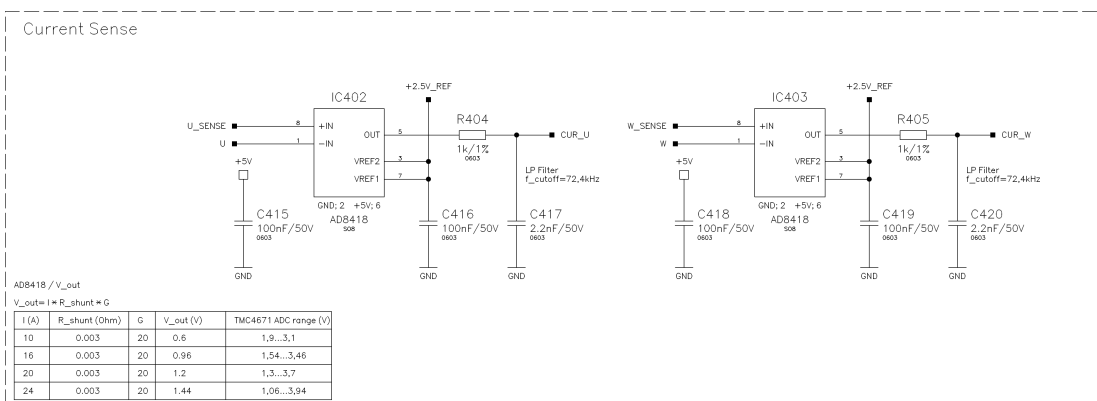 Current Sense
IC402
+2.5V_REF
R404
U_SENSE 8 +IN
OUT 5
CUR_U
U 1 -IN
1k/1%
0603
+5V
VREF2 3
VREF1 7
LP Filter
f_cutoff=72,4kHz
GND; 2 +5V; 6
AD8418
SO8
C415
100nF/50V
0603
C416
100nF/50V
0603
C417
2.2nF/50V
0603
GND
GND
GND
IC403
+2.5V_REF
R405
W_SENSE 8 +IN
OUT 5
CUR_W
W 1 -IN
1k/1%
0603
+5V
VREF2 3
VREF1 7
LP Filter
f_cutoff=72,4kHz
GND; 2 +5V; 6
AD8418
SO8
C418
100nF/50V
0603
C419
100nF/50V
0603
C420
2.2nF/50V
0603
GND
GND
GND
AD8418 / V_out
V_out= I * R_shunt * G
I (A) R_shunt (Ohm) G V_out (V) TMC4671 ADC range (V)
10 0.003 20 0.6 1,9...3,1
16 0.003 20 0.96 1,54...3,46
20 0.003 20 1.2 1,3...3,7
24 0.003 20 1.44 1,06...3,94